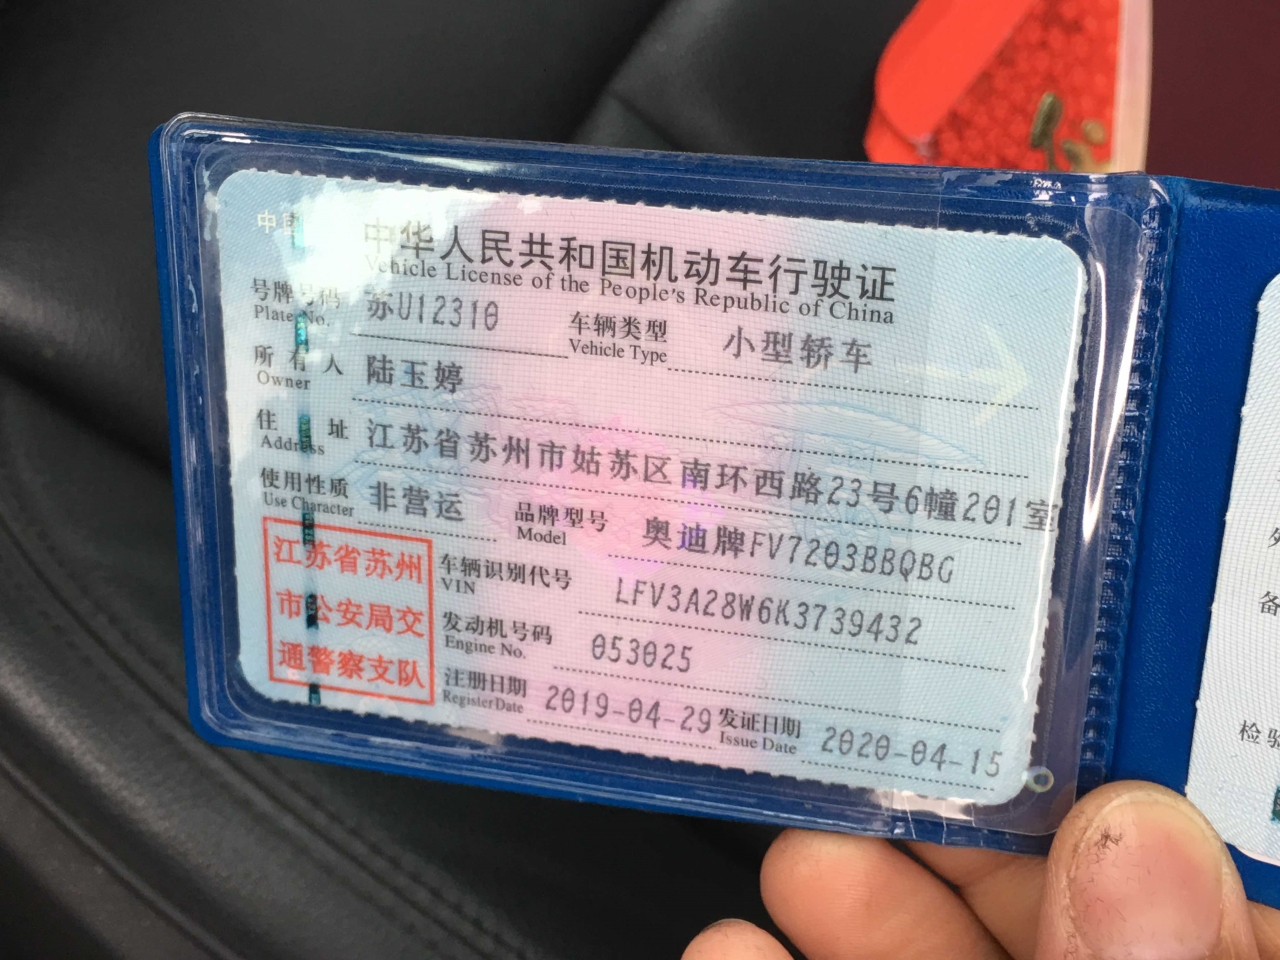 中华人民共和国机动车行驶证
Vehicle License of the People's Republic of China
号牌号码 苏U12310 车辆类型 小型轿车
Plate No. Vehicle Type
所有人 陆玉婷
Owner
住址 江苏省苏州市姑苏区南环西路23号6幢201室
Address
使用性质 非营运 品牌型号 奥迪牌FV7203BBQBG
Use Character Model
江苏省苏州
市公安局交
通警察支队
车辆识别代号 LFV3A28W6K3739432
VIN
发动机号码 053025
Engine No.
注册日期 2019-04-29 发证日期 2020-04-15
Register Date Issue Date
检验